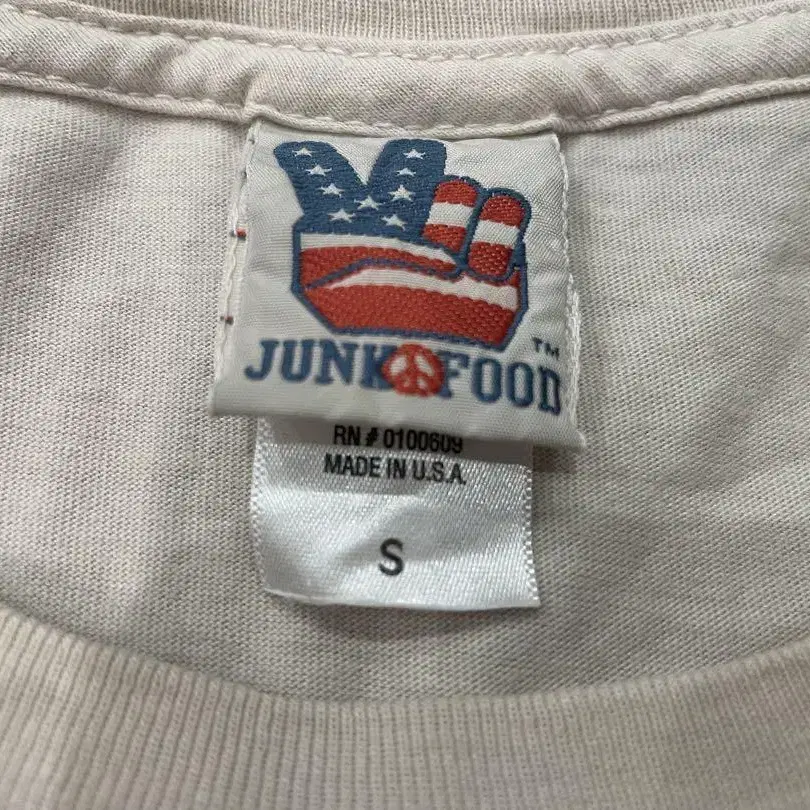 TM
JUNK FOOD
RN # 0100609
MADE IN U.S.A.
S